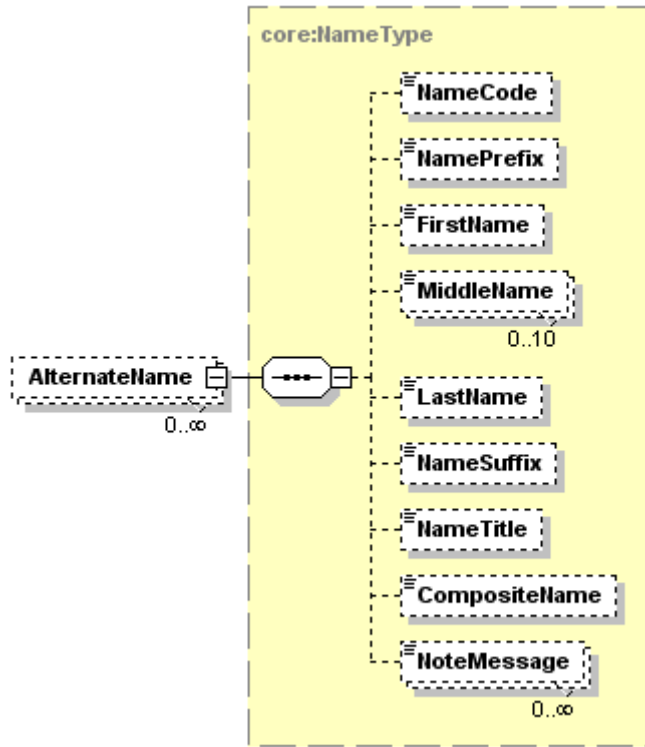 core:NameType
NameCode
NamePrefix
FirstName
MiddleName
0..10
AlternateName
0..∞
LastName
NameSuffix
NameTitle
CompositeName
NoteMessage
0..∞